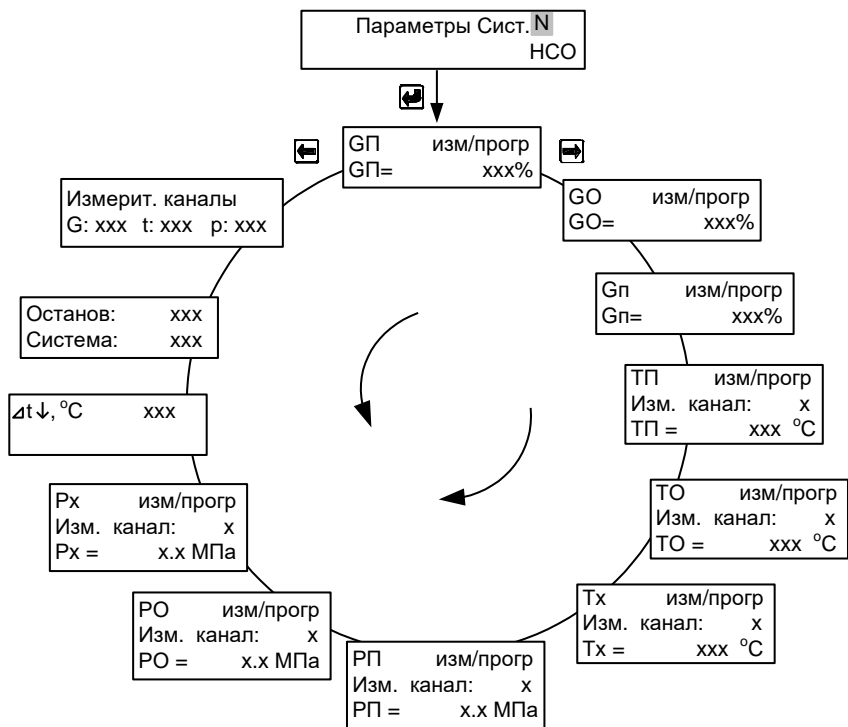 Параметры Сист. N
НСО
GП изм/прогр
GП= xxx%
GO изм/прогр
GO= xxx%
Gп изм/прогр
Gп= xxx%
ТП изм/прогр
Изм. канал: x
ТП = xxx °C
ТО изм/прогр
Изм. канал: x
ТО = xxx °C
Тх изм/прогр
Изм. канал: x
Тх = xxx °C
РП изм/прогр
Изм. канал: x
РП = x.x МПа
РО изм/прогр
Изм. канал: x
РО = x.x МПа
Рх изм/прогр
Изм. канал: x
Рх = x.x МПа
⊿t↓, °C xxx
Останов: xxx
Система: xxx
Измерит. каналы
G: xxx t: xxx p: xxx